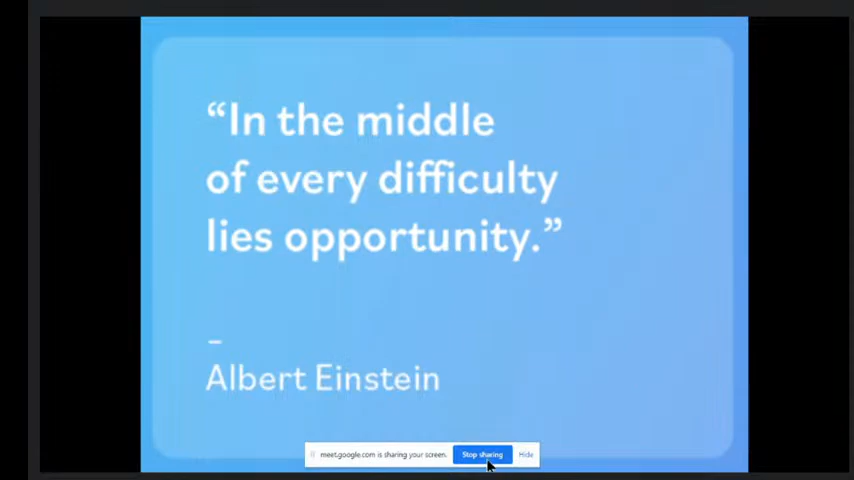 “In the middle
of every difficulty
lies opportunity.”
–
Albert Einstein
meet.google.com is sharing your screen. Stop sharing Hide